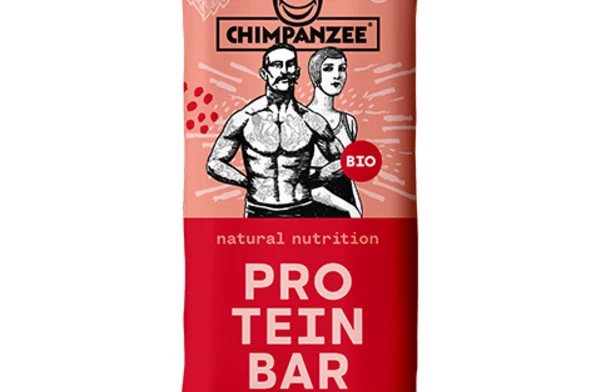 CHIMPANZEE®
BIO
natural nutrition
PRO
TEIN
BAR